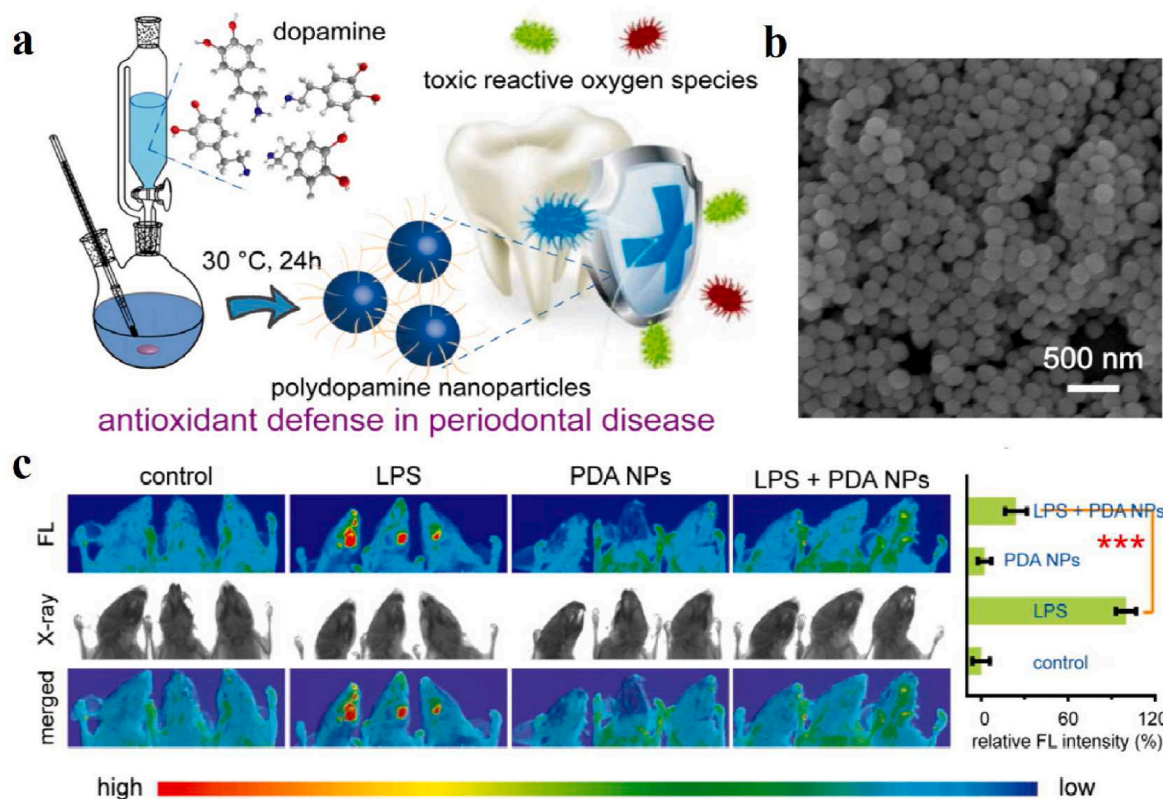 a
dopamine
toxic reactive oxygen species
30 °C, 24h
polydopamine nanoparticles
antioxidant defense in periodontal disease
b
500 nm
c
control
LPS
PDA NPs
LPS + PDA NPs
FL
X-ray
merged
high
low
LPS + PDA NPs
***
PDA NPs
LPS
control
0
60
120
relative FL intensity (%)